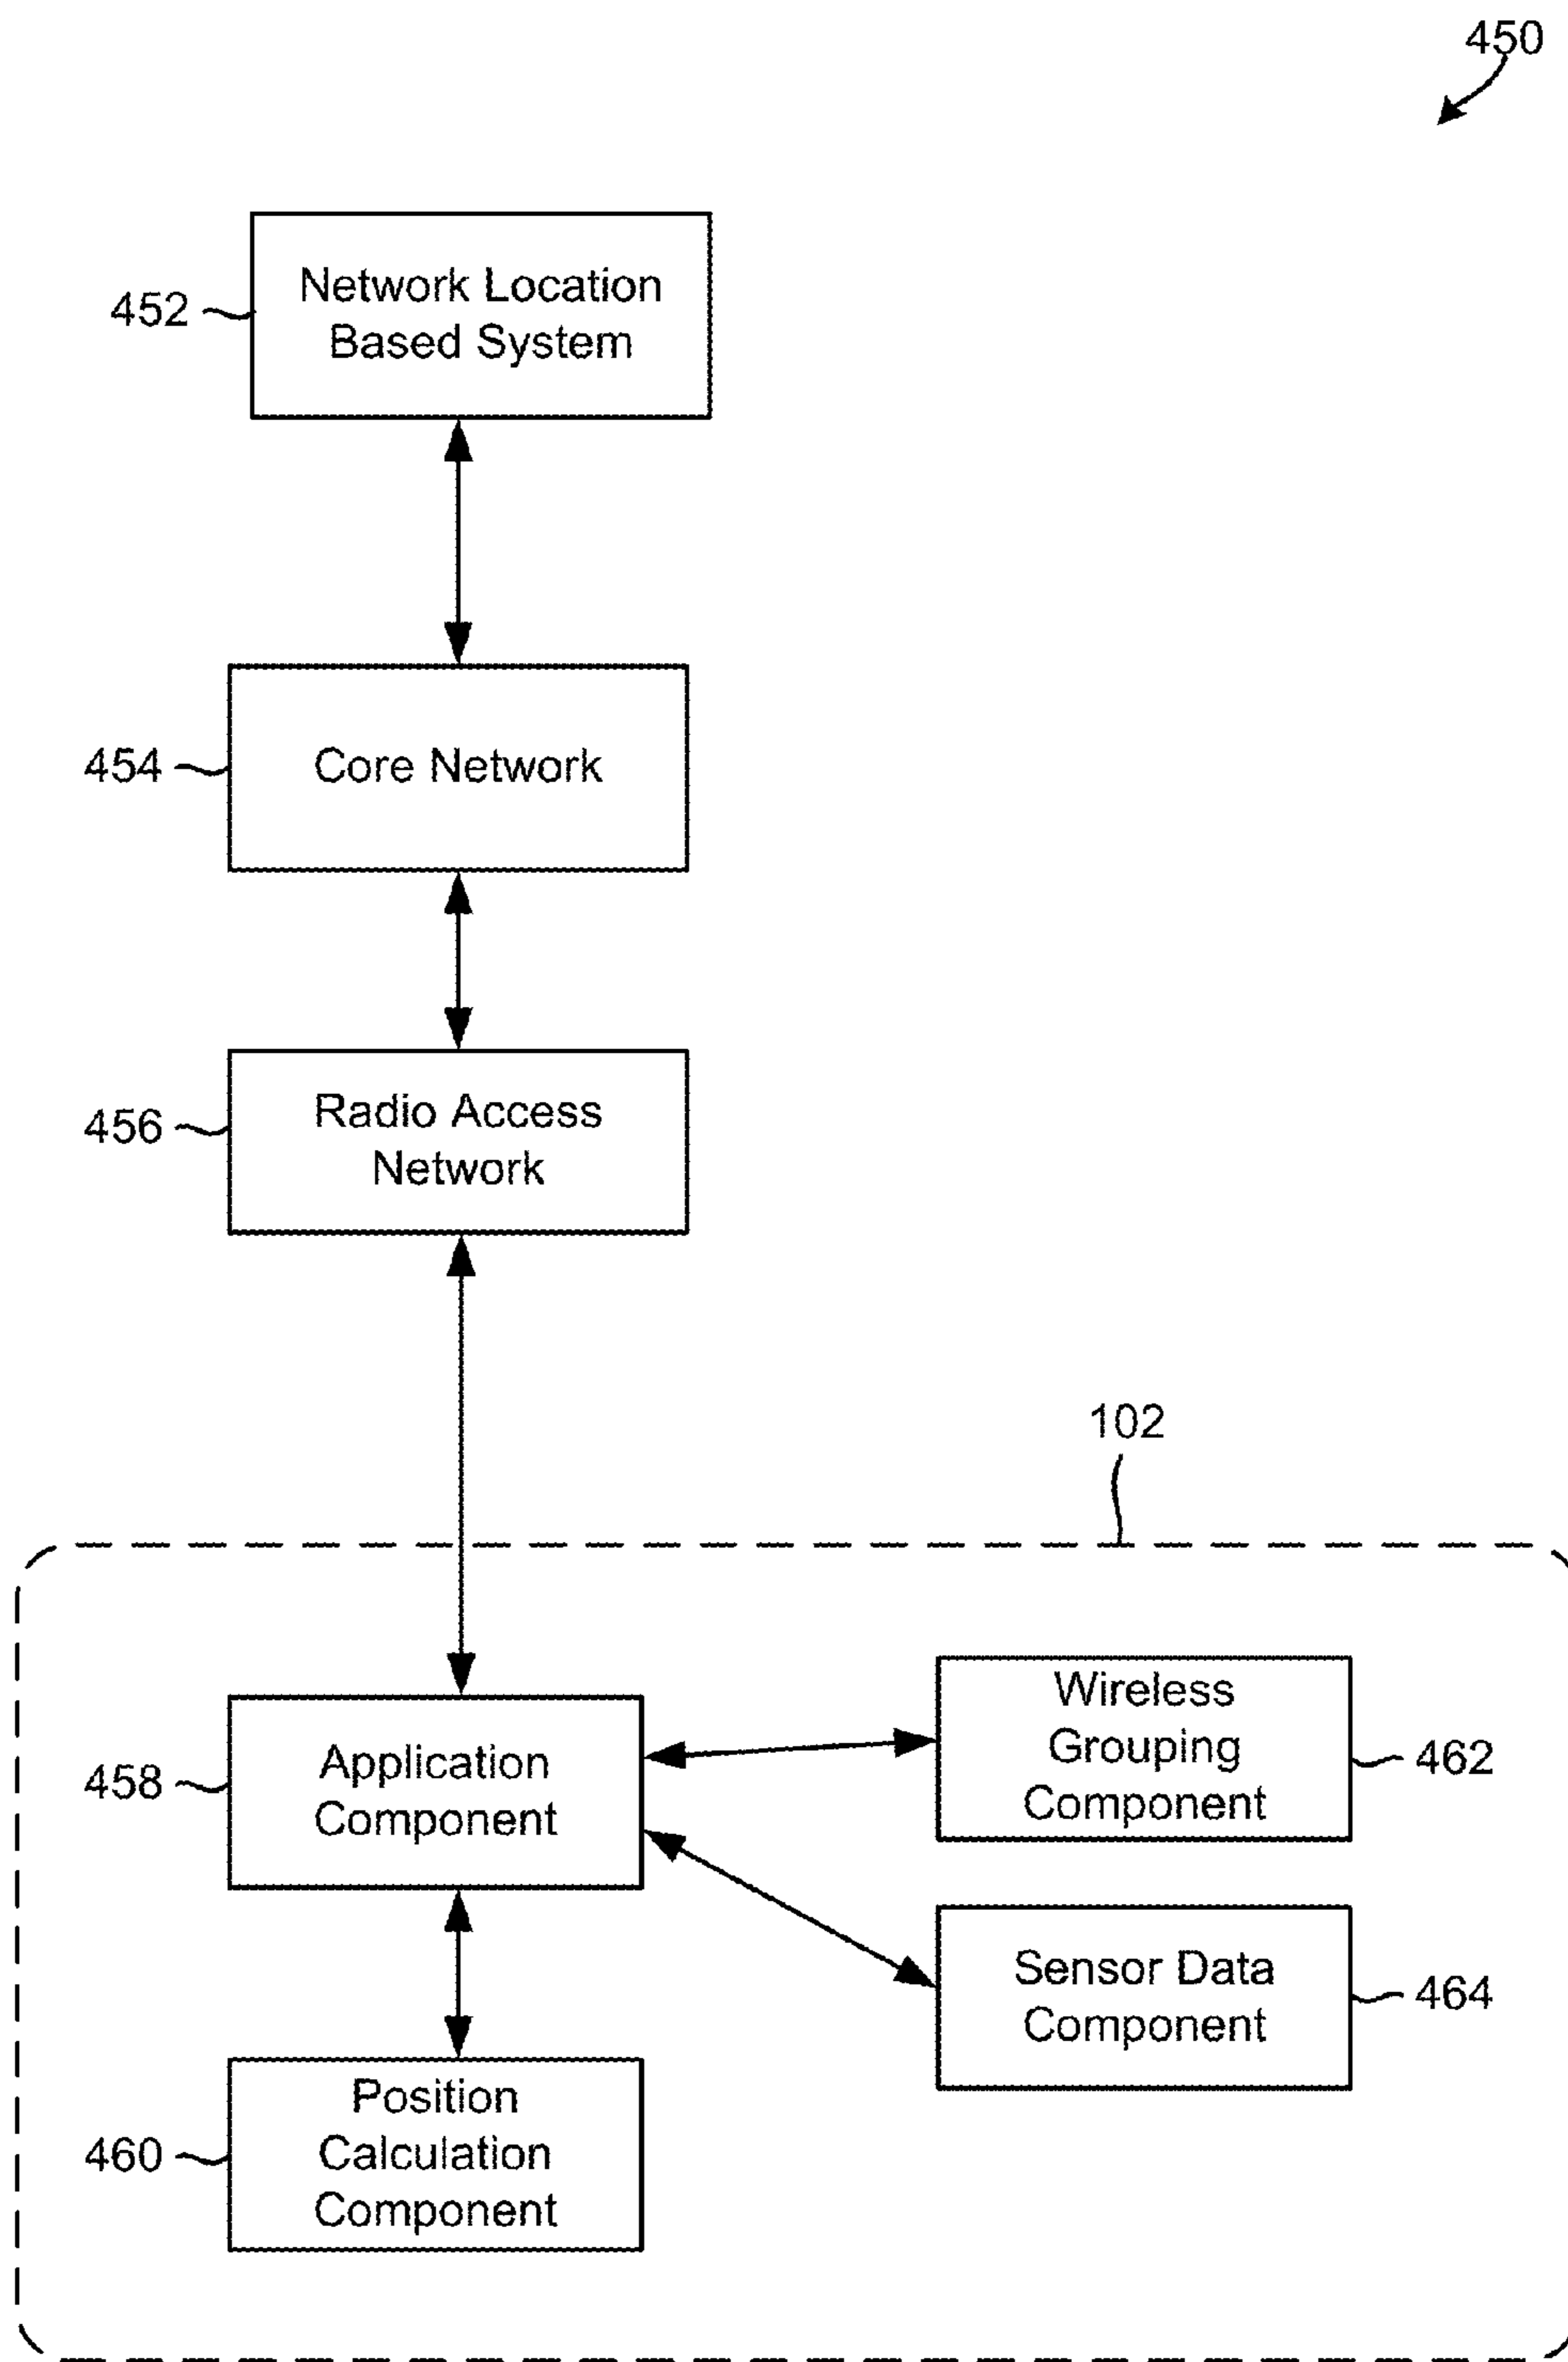 450
Network Location
Based System
452
Core Network
454
Radio Access
Network
456
102
Application
Component
458
Wireless
Grouping
Component
462
Sensor Data
Component
464
Position
Calculation
Component
460